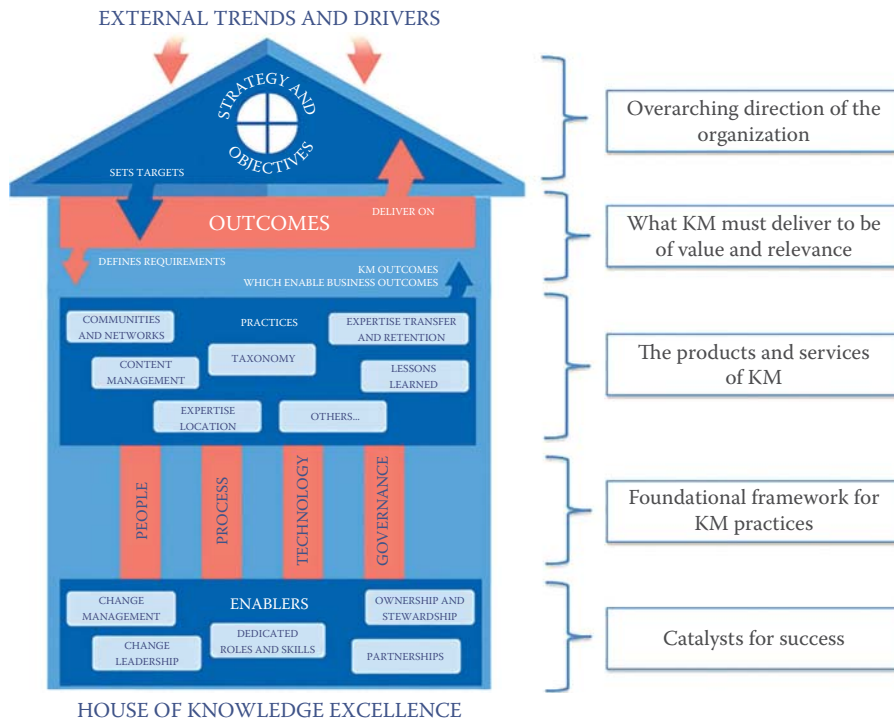 EXTERNAL TRENDS AND DRIVERS
STRATEGY AND
OBJECTIVES
SETS TARGETS
DELIVER ON
OUTCOMES
DEFINES REQUIREMENTS
KM OUTCOMES
WHICH ENABLE BUSINESS OUTCOMES
COMMUNITIES
AND NETWORKS
PRACTICES
EXPERTISE TRANSFER
AND RETENTION
CONTENT
MANAGEMENT
TAXONOMY
LESSONS
LEARNED
EXPERTISE
LOCATION
OTHERS...
PEOPLE
PROCESS
TECHNOLOGY
GOVERNANCE
CHANGE
MANAGEMENT
ENABLERS
OWNERSHIP AND
STEWARDSHIP
CHANGE
LEADERSHIP
DEDICATED
ROLES AND SKILLS
PARTNERSHIPS
HOUSE OF KNOWLEDGE EXCELLENCE
Overarching direction of the
organization
What KM must deliver to be
of value and relevance
The products and services
of KM
Foundational framework for
KM practices
Catalysts for success